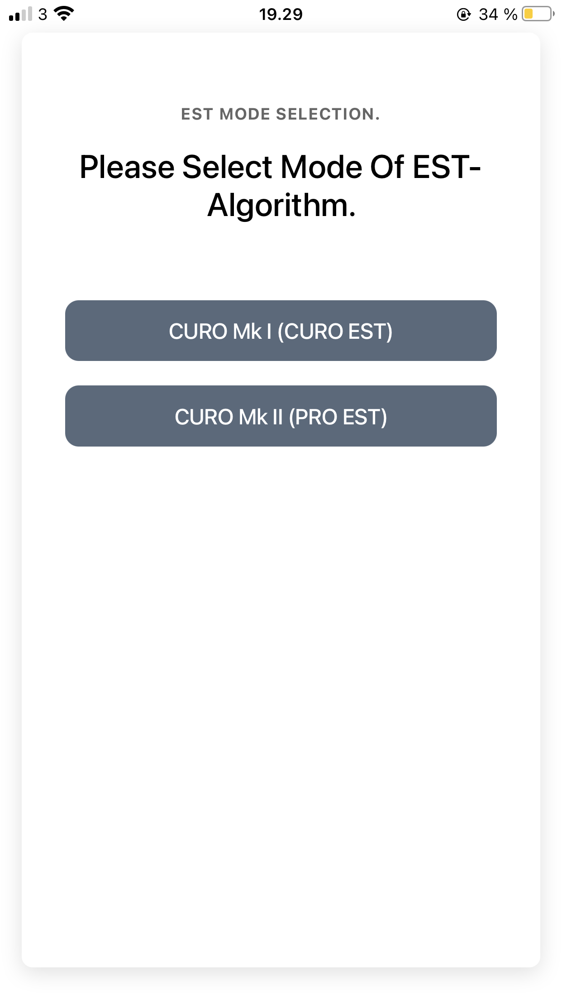 3 19.29 34 %
EST MODE SELECTION.
Please Select Mode Of EST-
Algorithm.
CURO Mk I (CURO EST)
CURO Mk II (PRO EST)